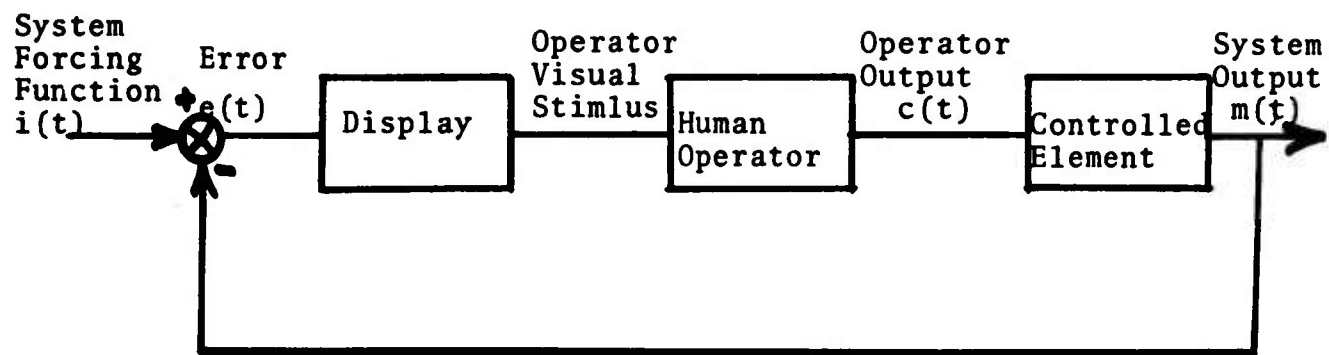 System
Forcing
Function
i(t)
+
-
Error
e(t)
Display
Operator
Visual
Stimlus
Human
Operator
Operator
Output
c(t)
Controlled
Element
System
Output
m(t)